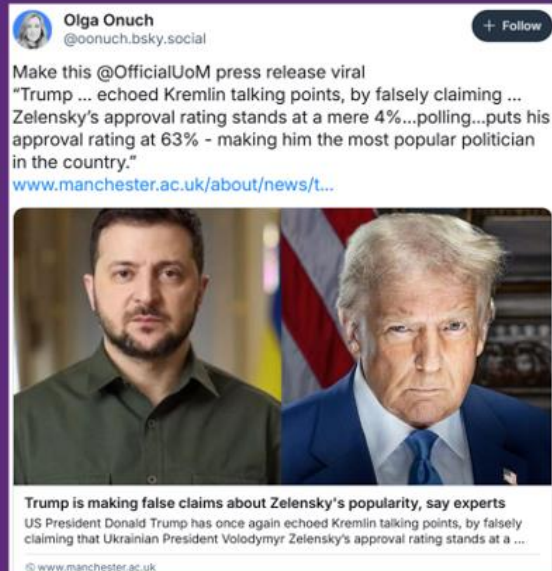 Olga Onuch
@oonuch.bsky.social
+ Follow
Make this @OfficialUoM press release viral
“Trump ... echoed Kremlin talking points, by falsely claiming ...
Zelensky’s approval rating stands at a mere 4%...polling...puts his
approval rating at 63% - making him the most popular politician
in the country.”
www.manchester.ac.uk/about/news/t...
Trump is making false claims about Zelensky's popularity, say experts
US President Donald Trump has once again echoed Kremlin talking points, by falsely
claiming that Ukrainian President Volodymyr Zelensky's approval rating stands at a ...
www.manchester.ac.uk